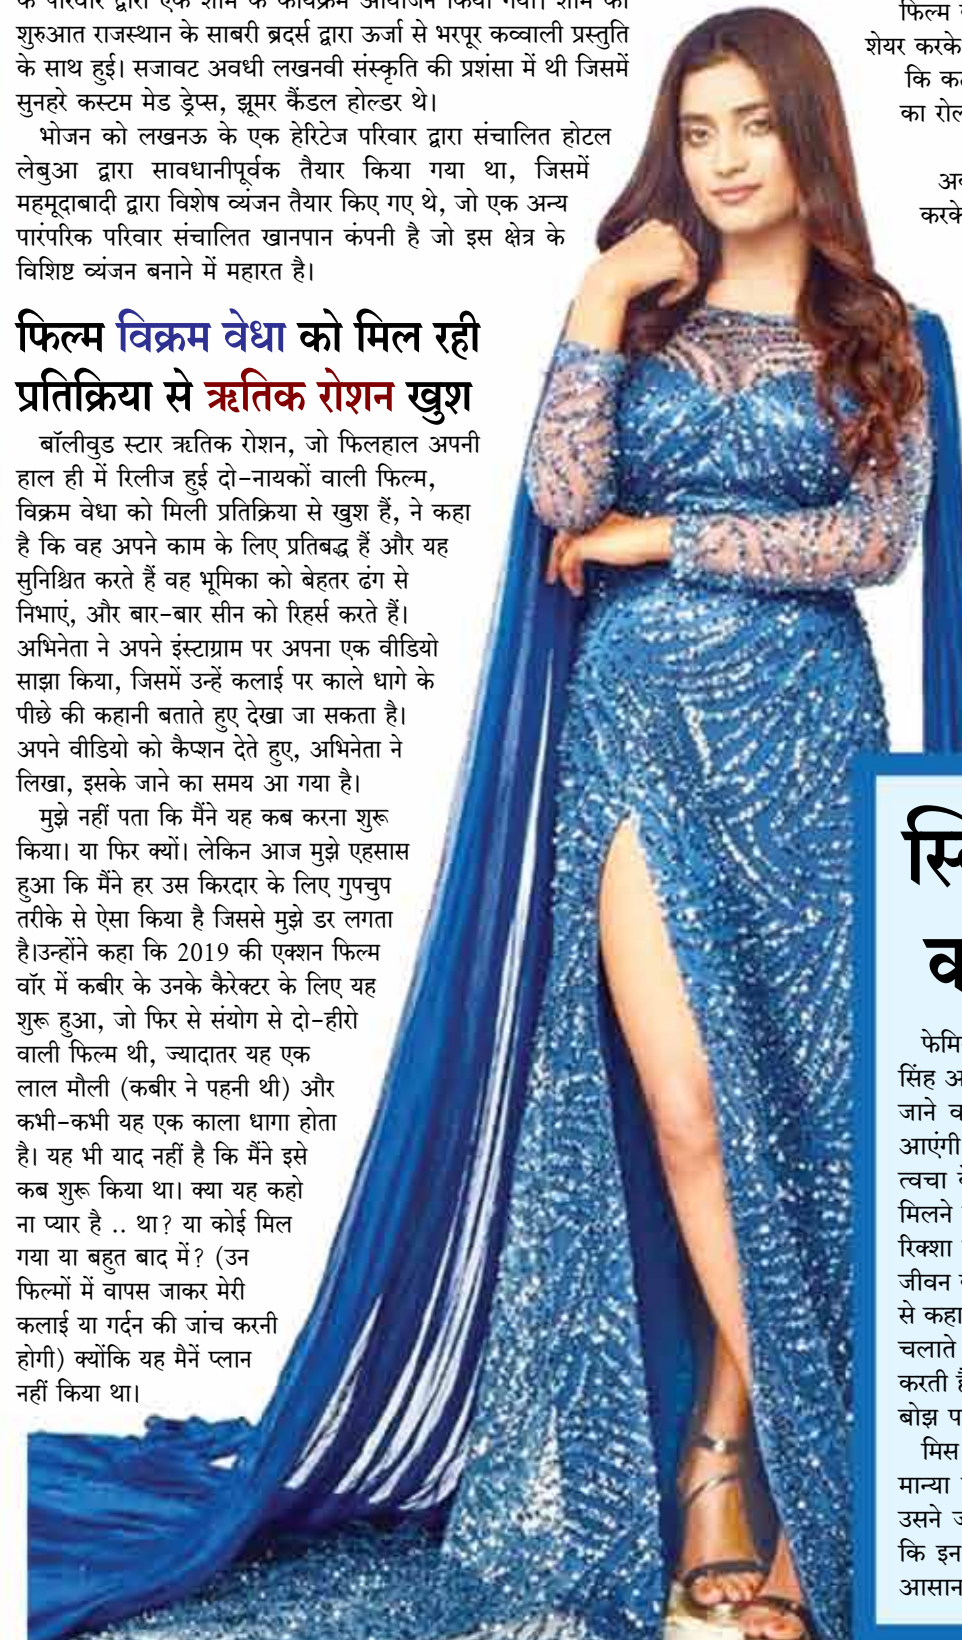 के परिवार द्वारा एक शाम के कार्यक्रम आयोजन किया गया। शाम की
शुरुआत राजस्थान के साबरी ब्रदर्स द्वारा ऊर्जा से भरपूर कव्वाली प्रस्तुति
के साथ हुई। सजावट अवधी लखनवी संस्कृति की प्रशंसा में थी जिसमें
सुनहरे कस्टम मेड ड्रेप्स, झूमर कैंडल होल्डर थे।
भोजन को लखनऊ के एक हेरिटेज परिवार द्वारा संचालित होटल
लेबुआ द्वारा सावधानीपूर्वक तैयार किया गया था, जिसमें
महमूदाबादी द्वारा विशेष व्यंजन तैयार किए गए थे, जो एक अन्य
पारंपरिक परिवार संचालित खानपान कंपनी है जो इस क्षेत्र के
विशिष्ट व्यंजन बनाने में महारत है।
फिल्म विक्रम वेधा को मिल रही
प्रतिक्रिया से ऋतिक रोशन खुश
बॉलीवुड स्टार ऋतिक रोशन, जो फिलहाल अपनी
हाल ही में रिलीज हुई दो-नायकों वाली फिल्म,
विक्रम वेधा को मिली प्रतिक्रिया से खुश हैं, ने कहा
है कि वह अपने काम के लिए प्रतिबद्ध हैं और यह
सुनिश्चित करते हैं वह भूमिका को बेहतर ढंग से
निभाएं, और बार-बार सीन को रिहर्स करते हैं।
अभिनेता ने अपने इंस्टाग्राम पर अपना एक वीडियो
साझा किया, जिसमें उन्हें कलाई पर काले धागे के
पीछे की कहानी बताते हुए देखा जा सकता है।
अपने वीडियो को कैप्शन देते हुए, अभिनेता ने
लिखा, इसके जाने का समय आ गया है।
मुझे नहीं पता कि मैंने यह कब करना शुरू
किया। या फिर क्यों। लेकिन आज मुझे एहसास
हुआ कि मैंने हर उस किरदार के लिए गुपचुप
तरीके से ऐसा किया है जिससे मुझे डर लगता
है।उन्होंने कहा कि 2019 की एक्शन फिल्म
वॉर में कबीर के उनके कैरेक्टर के लिए यह
शुरू हुआ, जो फिर से संयोग से दो-हीरो
वाली फिल्म थी, ज्यादातर यह एक
लाल मौली (कबीर ने पहनी थी) और
कभी-कभी यह एक काला धागा होता
है। यह भी याद नहीं है कि मैंने इसे
कब शुरू किया था। क्या यह कहो
ना प्यार है .. था? या कोई मिल
गया या बहुत बाद में? (उन
फिल्मों में वापस जाकर मेरी
कलाई या गर्दन की जांच करनी
होगी) क्योंकि यह मैनें प्लान
नहीं किया था।
फिल्म
शेयर करके
कि
का रोल
करके
सिंह
जाने
आएंगी
त्वचा
मिलने
रिक्शा
जीवन
से कहा
चलाते
करती
बोझ
मिस
मान्या
उसने
कि इन
आसान